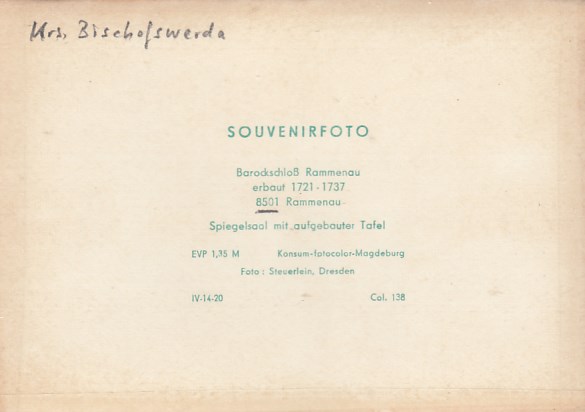 Krs. Bischofswerda
SOUVENIRFOTO
Barockschloß Rammenau
erbaut 1721-1737
8501 Rammenau
Spiegelsaal mit aufgebauter Tafel
EVP 1,35 M Konsum-fotocolor-Magdeburg
Foto: Steuerlein, Dresden
IV-14-20 Col. 138